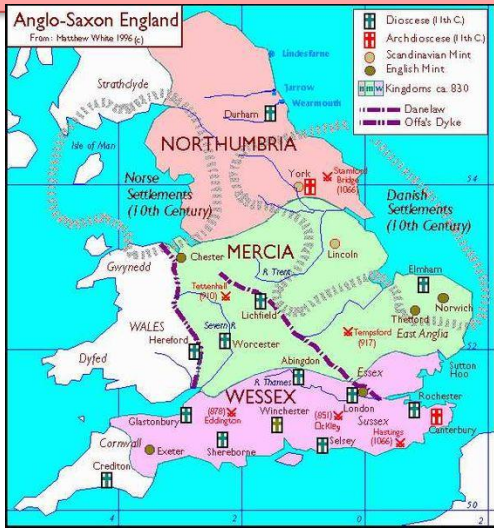 Anglo-Saxon England
From: Matthew White 1996 (c)
Diocese (11th C.)
Archdiocese (11th C.)
Scandinavian Mint
English Mint
n m w Kingdoms ca. 830
Danelaw
Offa's Dyke
Lindesfarne
Strathclyde
Jarrow
Wearmouth
Durham
Isle of Man
NORTHUMBRIA
Norse
Settlements
(10th Century)
York
Stamford
Bridge
(1066)
54
54
Danish
Settlements
(10th Century)
MERCIA
Lincoln
Chester
Gwynedd
R. Trent
Tettenhall
(910)
Elmham
Norwich
Thetford
East Anglia
Lichfield
WALES
Severn R.
Hereford
Worcester
Tempsford
(917)
Dyfed
52
Sutton
Hoo
Abingdon
Essex
R. Thames
WESSEX
London
Rochester
Glastonbury
(878)
Eddington
Winchester
(851)
Ockley
Sussex
Canterbury
Hastings
(1066)
Cornwall
Exeter
Shereborne
Selsey
Crediton
50
4
2
0
2